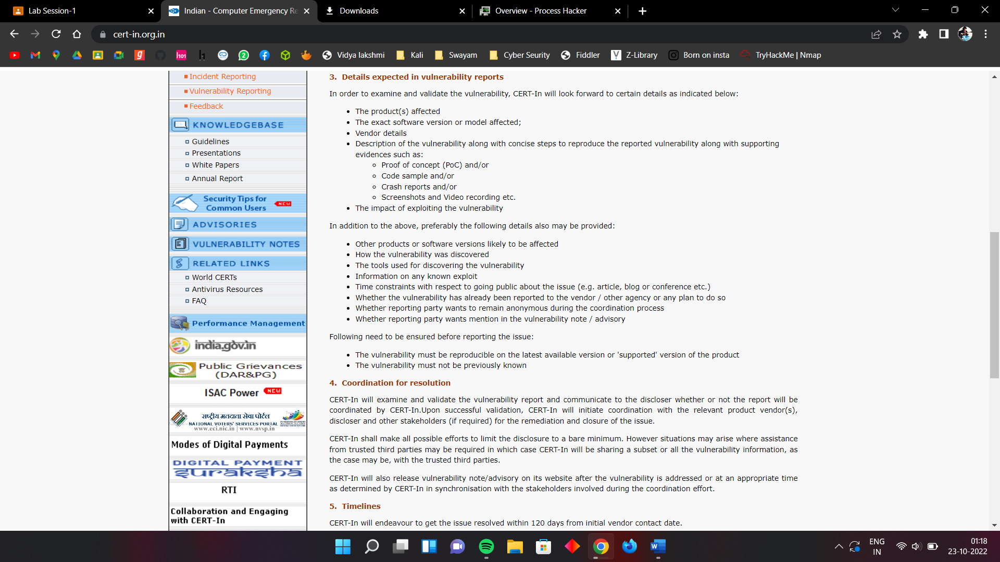 Lab Session-1
Indian - Computer Emergency Re
Downloads
Overview - Process Hacker
cert-in.org.in
Vidya lakshmi
Kali
Swayam
Cyber Seurity
Fiddler
Z-Library
Born on insta
TryHackMe | Nmap
Incident Reporting
Vulnerability Reporting
Feedback
KNOWLEDGEBASE
Guidelines
Presentations
White Papers
Annual Report
Security Tips for
Common Users
NEW
ADVISORIES
VULNERABILITY NOTES
RELATED LINKS
World CERTs
Antivirus Resources
FAQ
Performance Management
india.gov.in
Public Grievances
(DAR&PG)
ISAC Power NEW
राष्ट्रीय मतदाता सेवा पोर्टल
NATIONAL VOTERS' SERVICES PORTAL
www.eci.nic.in | www.nvsp.in
Modes of Digital Payments
DIGITAL PAYMENT
suraksha
RTI
Collaboration and Engaging
with CERT-In
3. Details expected in vulnerability reports
In order to examine and validate the vulnerability, CERT-In will look forward to certain details as indicated below:
• The product(s) affected
• The exact software version or model affected;
• Vendor details
• Description of the vulnerability along with concise steps to reproduce the reported vulnerability along with supporting
evidences such as:
◦ Proof of concept (PoC) and/or
◦ Code sample and/or
◦ Crash reports and/or
◦ Screenshots and Video recording etc.
• The impact of exploiting the vulnerability
In addition to the above, preferably the following details also may be provided:
• Other products or software versions likely to be affected
• How the vulnerability was discovered
• The tools used for discovering the vulnerability
• Information on any known exploit
• Time constraints with respect to going public about the issue (e.g. article, blog or conference etc.)
• Whether the vulnerability has already been reported to the vendor / other agency or any plan to do so
• Whether reporting party wants to remain anonymous during the coordination process
• Whether reporting party wants mention in the vulnerability note / advisory
Following need to be ensured before reporting the issue:
• The vulnerability must be reproducible on the latest available version or 'supported' version of the product
• The vulnerability must not be previously known
4. Coordination for resolution
CERT-In will examine and validate the vulnerability report and communicate to the discloser whether or not the report will be
coordinated by CERT-In.Upon successful validation, CERT-In will initiate coordination with the relevant product vendor(s),
discloser and other stakeholders (if required) for the remediation and closure of the issue.
CERT-In shall make all possible efforts to limit the disclosure to a bare minimum. However situations may arise where assistance
from trusted third parties may be required in which case CERT-In will be sharing a subset or all the vulnerability information, as
the case may be, with the trusted third parties.
CERT-In will also release vulnerability note/advisory on its website after the vulnerability is addressed or at an appropriate time
as determined by CERT-In in synchronisation with the stakeholders involved during the coordination effort.
5. Timelines
CERT-In will endeavour to get the issue resolved within 120 days from initial vendor contact date.
ENG
IN
01:18
23-10-2022